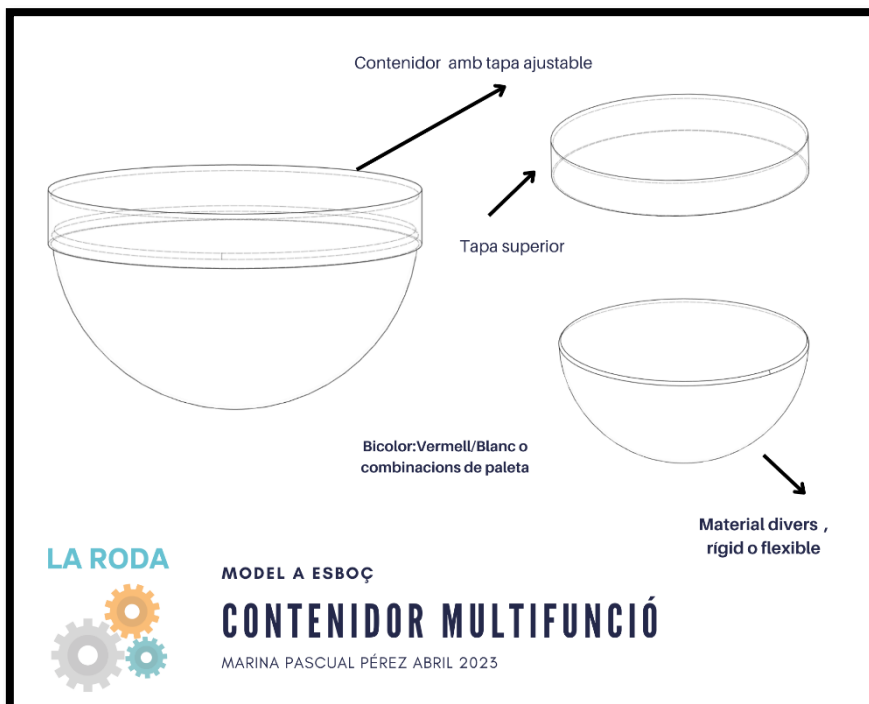 Contenidor amb tapa ajustable
Tapa superior
Bicolor:Vermell/Blanc o
combinacions de paleta
Material divers ,
rígid o flexible
LA RODA
MODEL A ESBOÇ
CONTENIDOR MULTIFUNCIÓ
MARINA PASCUAL PÉREZ ABRIL 2023